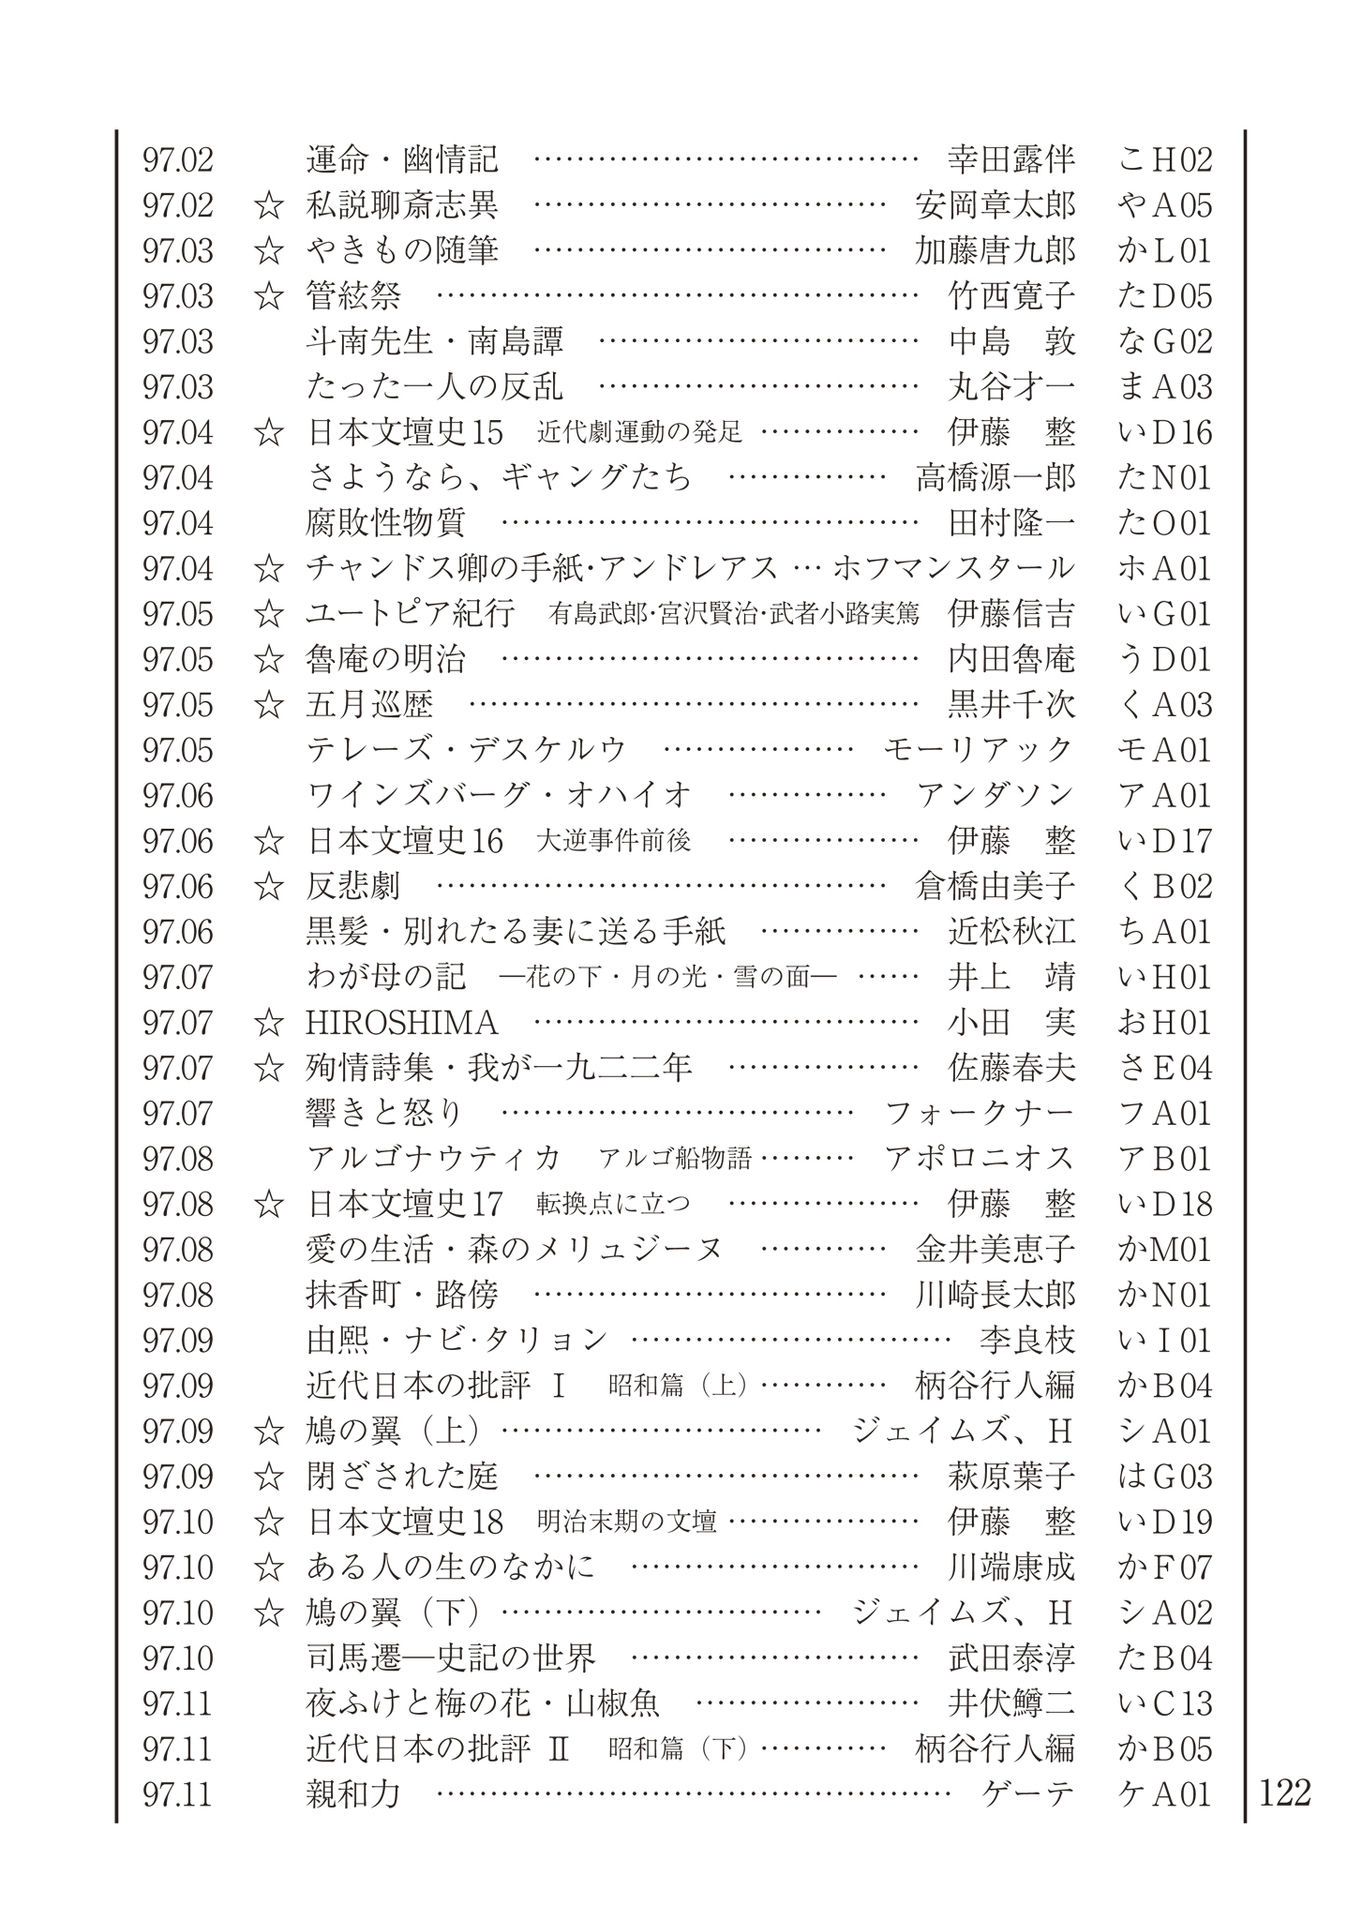 97.02 運命・幽情記 ………………………………… 幸田露伴 こH02
97.02 ☆ 私説聊斎志異 ……………………………… 安岡章太郎 やA05
97.03 ☆ やきもの随筆 ……………………………… 加藤唐九郎 かL01
97.03 ☆ 管絃祭 ………………………………………… 竹西寛子 たD05
97.03 斗南先生・南島譚 ………………………… 中島 敦 なG02
97.03 たった一人の反乱 ………………………… 丸谷才一 まA03
97.04 ☆ 日本文壇史15 近代劇運動の発足 …………… 伊藤 整 いD16
97.04 さようなら、ギャングたち …………… 高橋源一郎 たN01
97.04 腐敗性物質 …………………………………… 田村隆一 たO01
97.04 ☆ チャンドス卿の手紙・アンドレアス … ホフマンスタール ホA01
97.05 ☆ ユートピア紀行 有島武郎・宮沢賢治・武者小路実篤 伊藤信吉 いG01
97.05 ☆ 魯庵の明治 …………………………………… 内田魯庵 うD01
97.05 ☆ 五月巡歴 ……………………………………… 黒井千次 くA03
97.05 テレーズ・デスケルウ ……………… モーリアック モA01
97.06 ワインズバーグ・オハイオ …………… アンダソン アA01
97.06 ☆ 日本文壇史16 大逆事件前後 ……………… 伊藤 整 いD17
97.06 ☆ 反悲劇 ……………………………………… 倉橋由美子 くB02
97.06 黒髪・別れたる妻に送る手紙 …………… 近松秋江 ちA01
97.07 わが母の記 ―花の下・月の光・雪の面― …… 井上 靖 いH01
97.07 ☆ HIROSHIMA ………………………………… 小田 実 おH01
97.07 ☆ 殉情詩集・我が一九二二年 ……………… 佐藤春夫 さE04
97.07 響きと怒り ……………………………… フォークナー フA01
97.08 アルゴナウティカ アルゴ船物語 ……… アポロニオス アB01
97.08 ☆ 日本文壇史17 転換点に立つ ……………… 伊藤 整 いD18
97.08 愛の生活・森のメリュジーヌ ………… 金井美恵子 かM01
97.08 抹香町・路傍 ……………………………… 川崎長太郎 かN01
97.09 由熙・ナビ・タリョン ………………………… 李良枝 いI01
97.09 近代日本の批評 Ⅰ 昭和篇（上）………… 柄谷行人編 かB04
97.09 ☆ 鳩の翼（上）………………………… ジェイムズ、H シA01
97.09 ☆ 閉ざされた庭 ………………………………… 萩原葉子 はG03
97.10 ☆ 日本文壇史18 明治末期の文壇 ……………… 伊藤 整 いD19
97.10 ☆ ある人の生のなかに ……………………… 川端康成 かF07
97.10 ☆ 鳩の翼（下）………………………… ジェイムズ、H シA02
97.10 司馬遷―史記の世界 ……………………… 武田泰淳 たB04
97.11 夜ふけと梅の花・山椒魚 ………………… 井伏鱒二 いC13
97.11 近代日本の批評 Ⅱ 昭和篇（下）………… 柄谷行人編 かB05
97.11 親和力 ………………………………………… ゲーテ ケA01
122